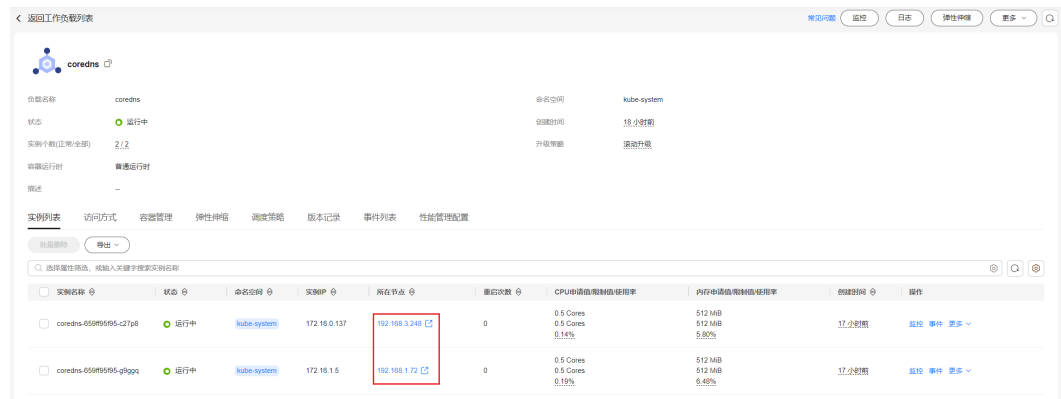 返回工作负载列表 常见问题 监控 日志 弹性伸缩 更多
coredns
负载名称 coredns 命名空间 kube-system
状态 运行中 创建时间 18 小时前
实例个数(正常/全部) 2 / 2 升级策略 滚动升级
容器运行时 普通运行时
描述 --
实例列表 访问方式 容器管理 弹性伸缩 调度策略 版本记录 事件列表 性能管理配置
批量删除 导出
选择属性筛选，或输入关键字搜索实例名称
实例名称 状态 命名空间 实例IP 所在节点 重启次数 CPU申请值/限制值/使用率 内存申请值/限制值/使用率 创建时间 操作
0.5 Cores 512 MiB
coredns-659ff95f95-c27p8 运行中 kube-system 172.16.0.137 192.168.3.248 0 0.5 Cores 512 MiB 17 小时前 监控 事件 更多
0.14% 5.80%
0.5 Cores 512 MiB
coredns-659ff95f95-g9ggq 运行中 kube-system 172.16.1.5 192.168.1.72 0 0.5 Cores 512 MiB 17 小时前 监控 事件 更多
0.19% 6.48%